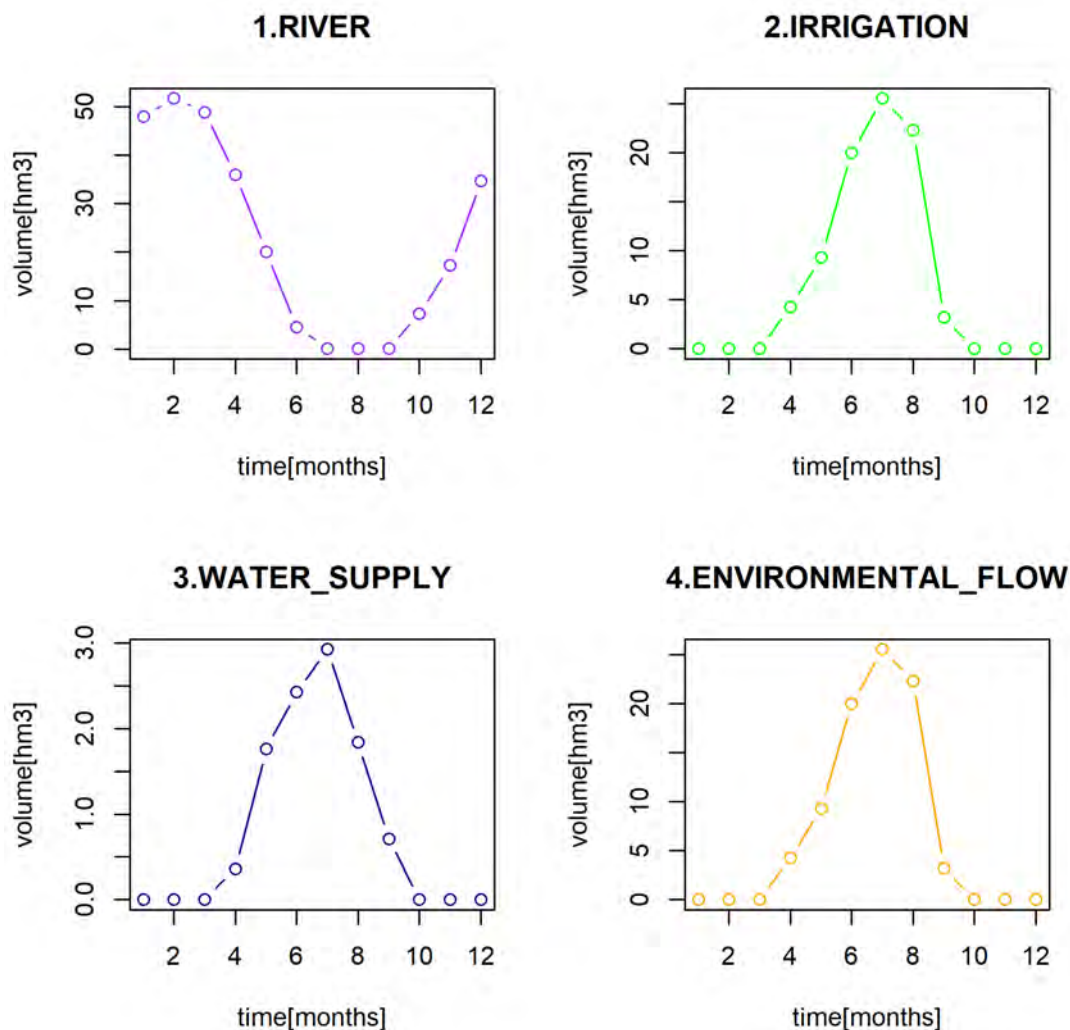 1.RIVER
volume[hm3]
0 10 30 50
2 4 6 8 10 12
time[months]
2.IRRIGATION
volume[hm3]
0 5 10 20
2 4 6 8 10 12
time[months]
3.WATER_SUPPLY
volume[hm3]
0.0 1.0 2.0 3.0
2 4 6 8 10 12
time[months]
4.ENVIRONMENTAL_FLOW
volume[hm3]
0 5 10 20
2 4 6 8 10 12
time[months]